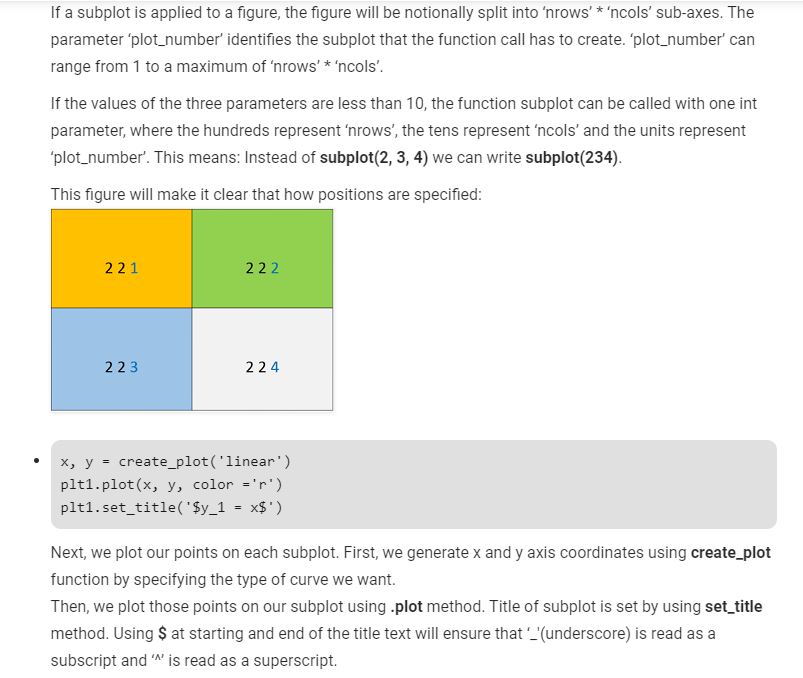 If a subplot is applied to a figure, the figure will be notionally split into ‘nrows’ * ‘ncols’ sub-axes. The
parameter ‘plot_number’ identifies the subplot that the function call has to create. ‘plot_number’ can
range from 1 to a maximum of ‘nrows’ * ‘ncols’.
If the values of the three parameters are less than 10, the function subplot can be called with one int
parameter, where the hundreds represent ‘nrows’, the tens represent ‘ncols’ and the units represent
‘plot_number’. This means: Instead of subplot(2, 3, 4) we can write subplot(234).
This figure will make it clear that how positions are specified:
2 2 1
2 2 2
2 2 3
2 2 4
x, y = create_plot('linear')
plt1.plot(x, y, color ='r')
plt1.set_title('$y_1 = x$')
Next, we plot our points on each subplot. First, we generate x and y axis coordinates using create_plot
function by specifying the type of curve we want.
Then, we plot those points on our subplot using .plot method. Title of subplot is set by using set_title
method. Using $ at starting and end of the title text will ensure that ‘_'(underscore) is read as a
subscript and ‘^’ is read as a superscript.